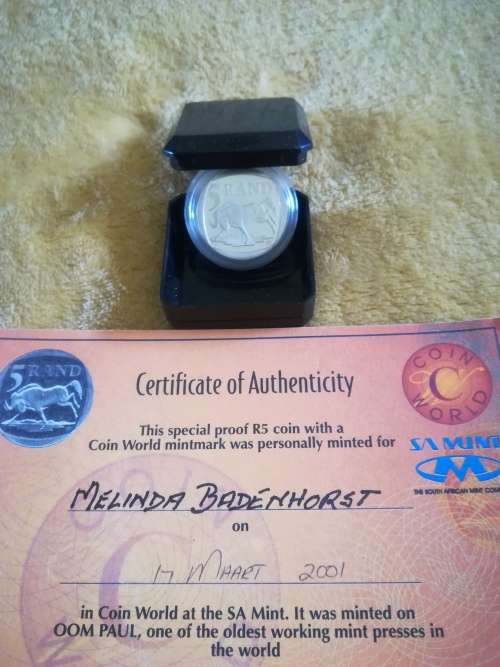 5 RAND
5 RAND
Certificate of Authenticity
COIN
C
WORLD
This special proof R5 coin with a
Coin World mintmark was personally minted for
SA MINT
THE SOUTH AFRICAN MINT COM
MELINDA BADENHORST
on
17 MAART 2001
in Coin World at the SA Mint. It was minted on
OOM PAUL, one of the oldest working mint presses in
the world